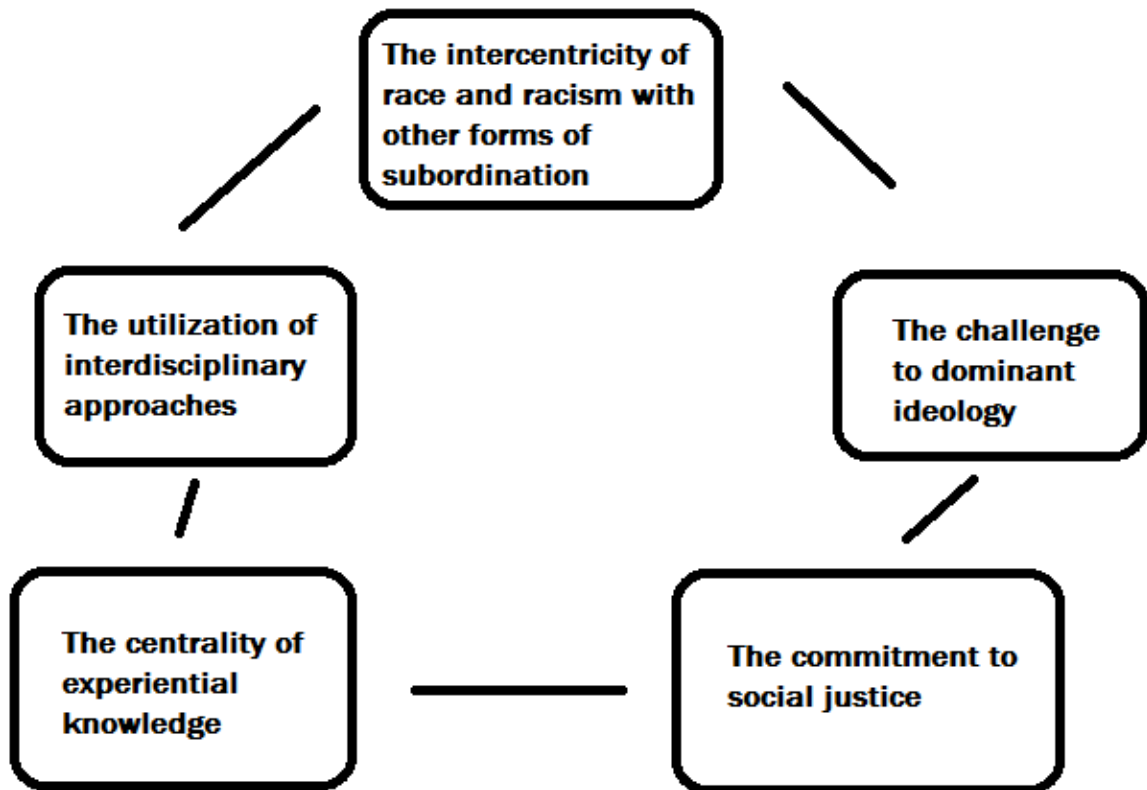 The intercentricity of
race and racism with
other forms of
subordination
The utilization of
interdisciplinary
approaches
The challenge
to dominant
ideology
The centrality of
experiential
knowledge
The commitment to
social justice